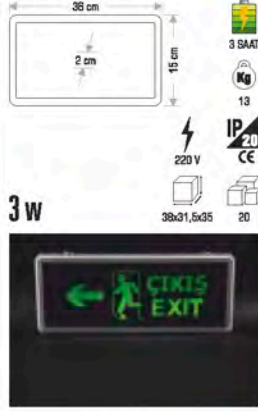 36 cm
2 cm
15 cm
3 SAAT
Kg
13
220 V
IP 20
CE
3 W
38x31,5x35
20
ÇIKIŞ
EXIT